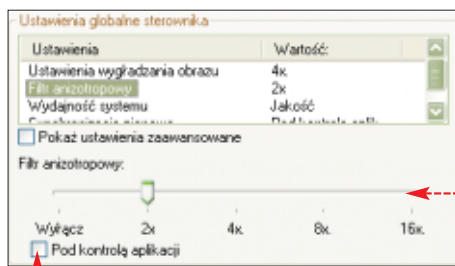 Ustawienia globalne sterownika
Ustawienia Wartość:
Ustawienia wygładzania obrazu 4x
Filtr anizotropowy 2x
Wydajność systemu Jakość
Pokaż ustawienia zaawansowane
Filtr anizotropowy:
Wyłącz 2x 4x 8x 16x
Pod kontrolą aplikacji